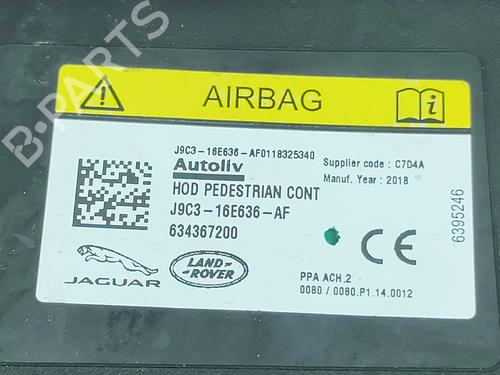 AIRBAG
J9C3-16E636-AF0118325340
Autoliv
Supplier code : C7D4A
HOD PEDESTRIAN CONT
Manuf. Year : 2018
J9C3-16E636-AF
634367200
6395246
JAGUAR
LAND-
ROVER
CE
PPA ACH.2
0080 / 0080.P1.14.0012
B-PARTS